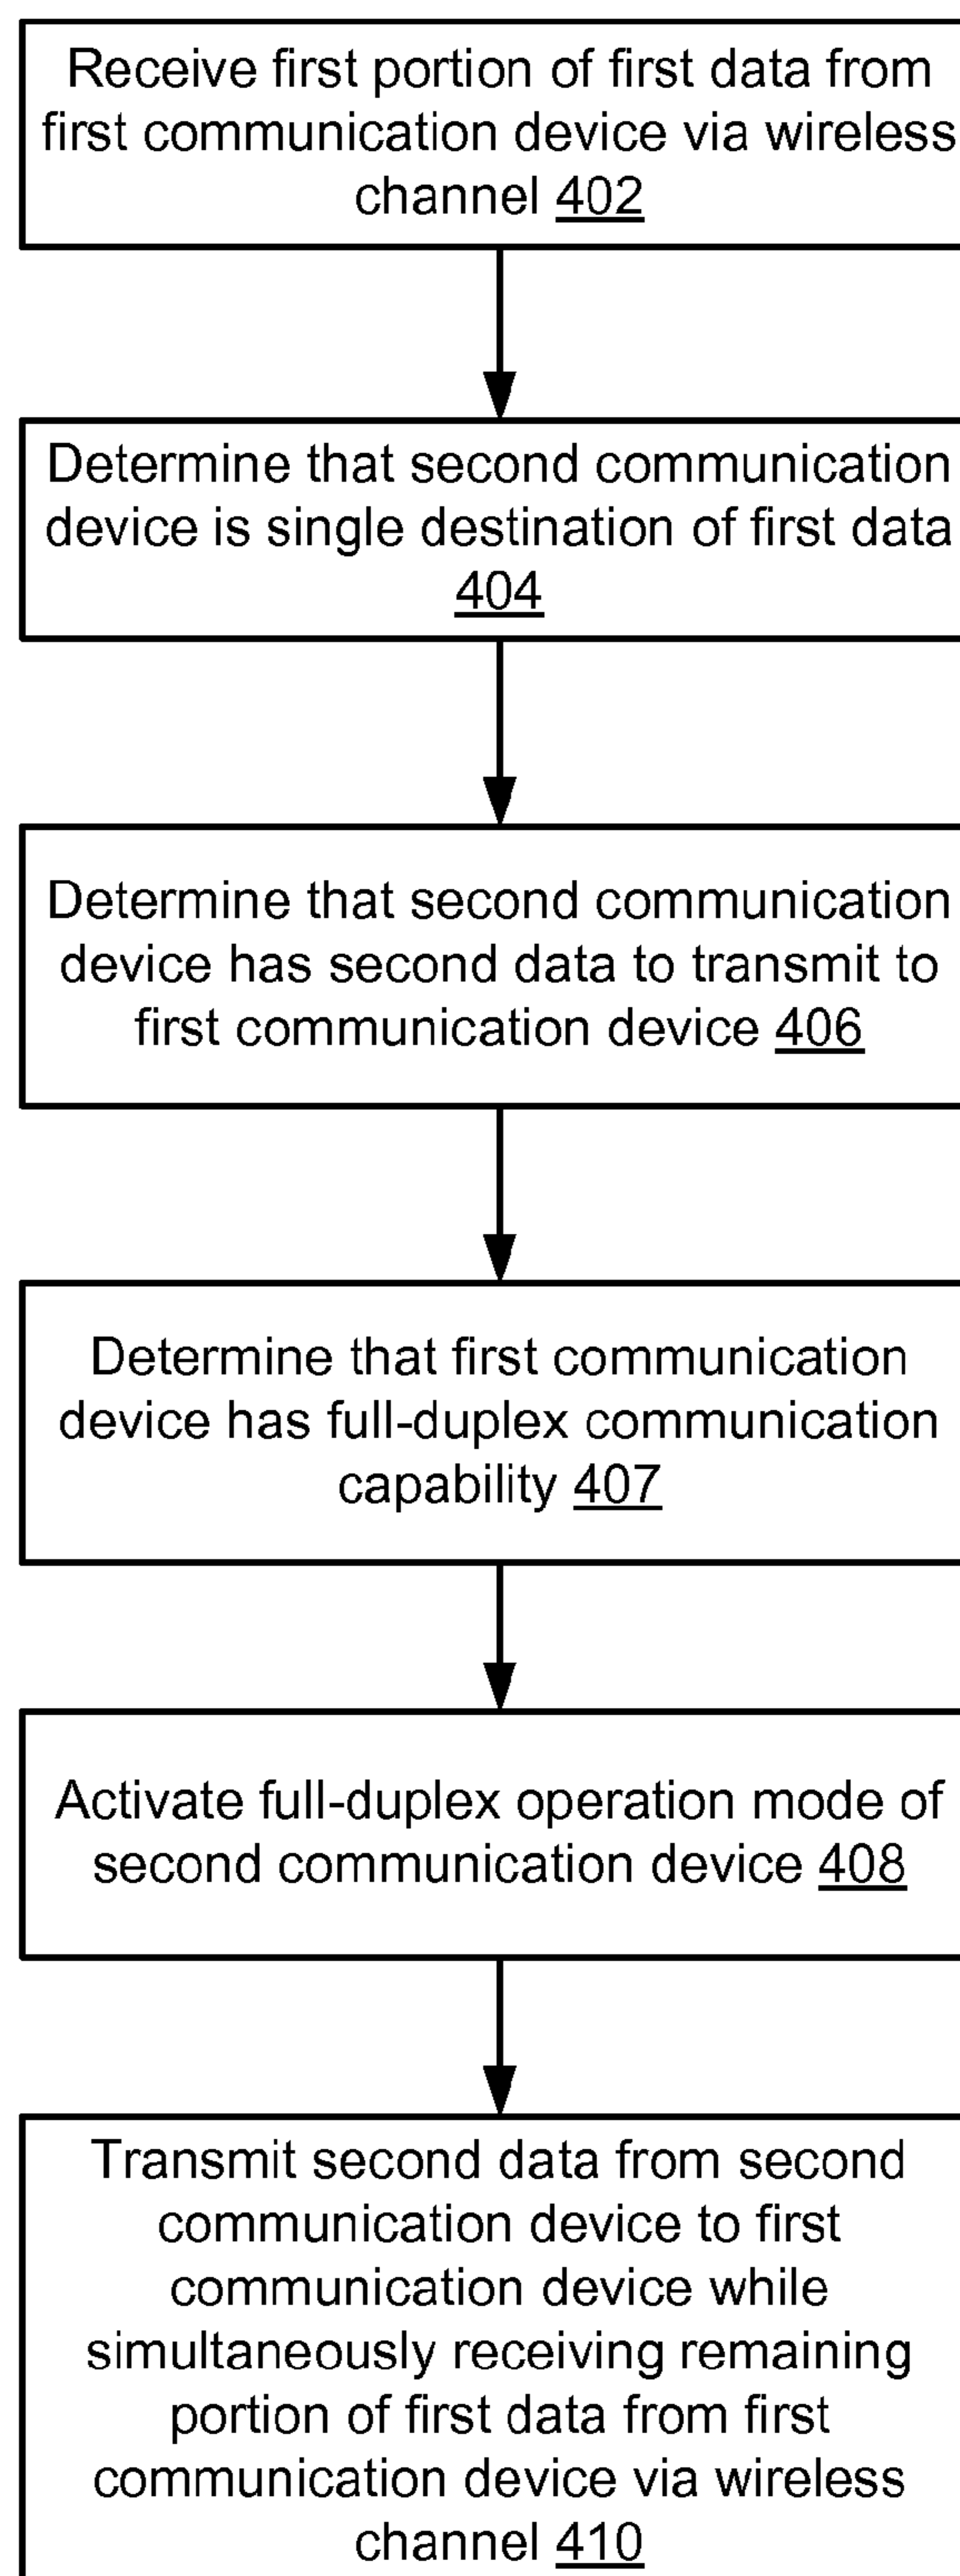 Receive first portion of first data from
first communication device via wireless
channel 402
Determine that second communication
device is single destination of first data
404
Determine that second communication
device has second data to transmit to
first communication device 406
Determine that first communication
device has full-duplex communication
capability 407
Activate full-duplex operation mode of
second communication device 408
Transmit second data from second
communication device to first
communication device while
simultaneously receiving remaining
portion of first data from first
communication device via wireless
channel 410